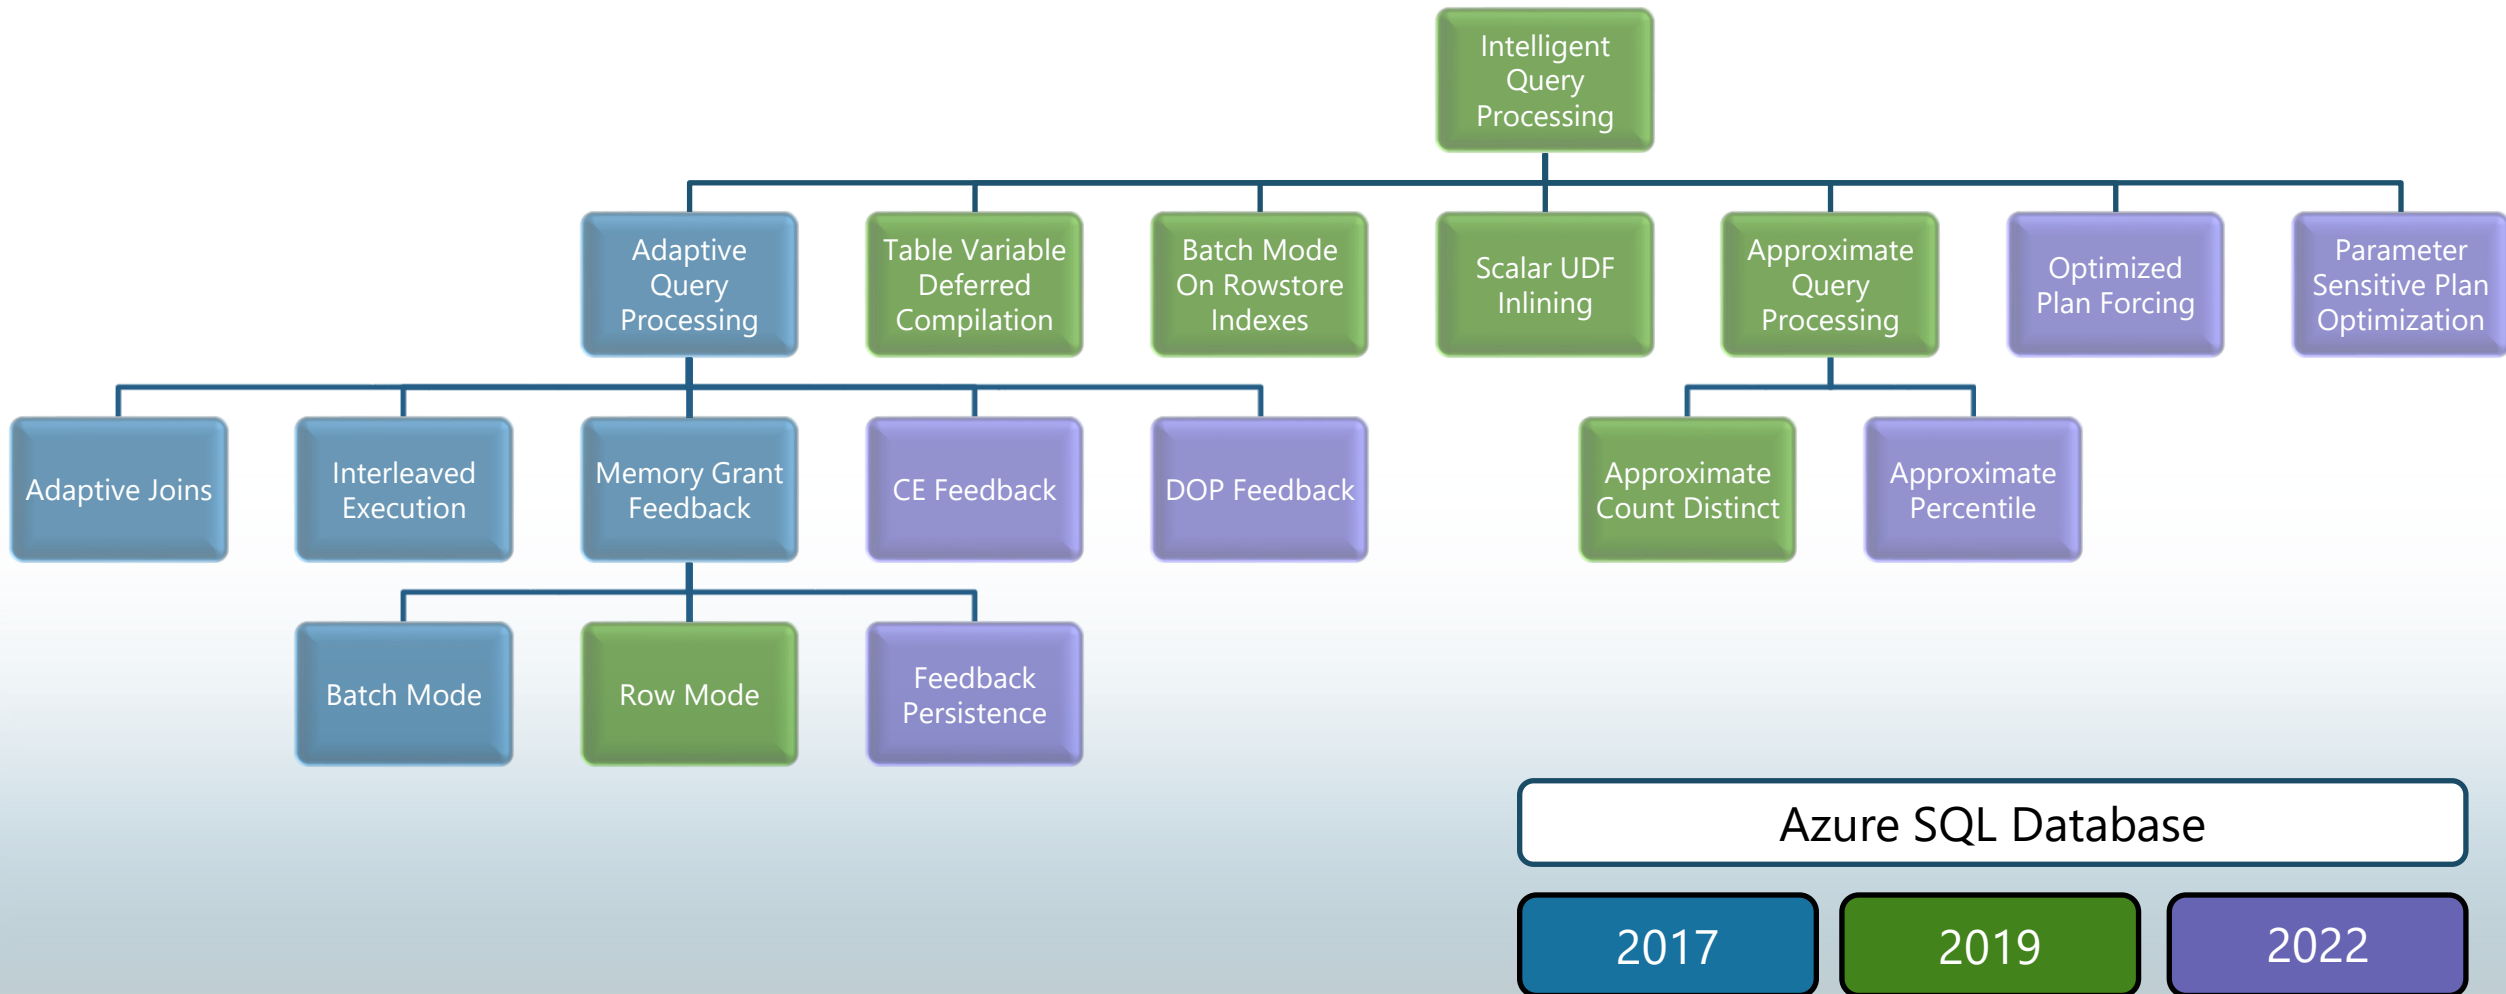 Intelligent
Query
Processing
Adaptive
Query
Processing
Table Variable
Deferred
Compilation
Batch Mode
On Rowstore
Indexes
Scalar UDF
Inlining
Approximate
Query
Processing
Optimized
Plan Forcing
Parameter
Sensitive Plan
Optimization
Adaptive Joins
Interleaved
Execution
Memory Grant
Feedback
CE Feedback
DOP Feedback
Approximate
Count Distinct
Approximate
Percentile
Batch Mode
Row Mode
Feedback
Persistence
Azure SQL Database
2017
2019
2022